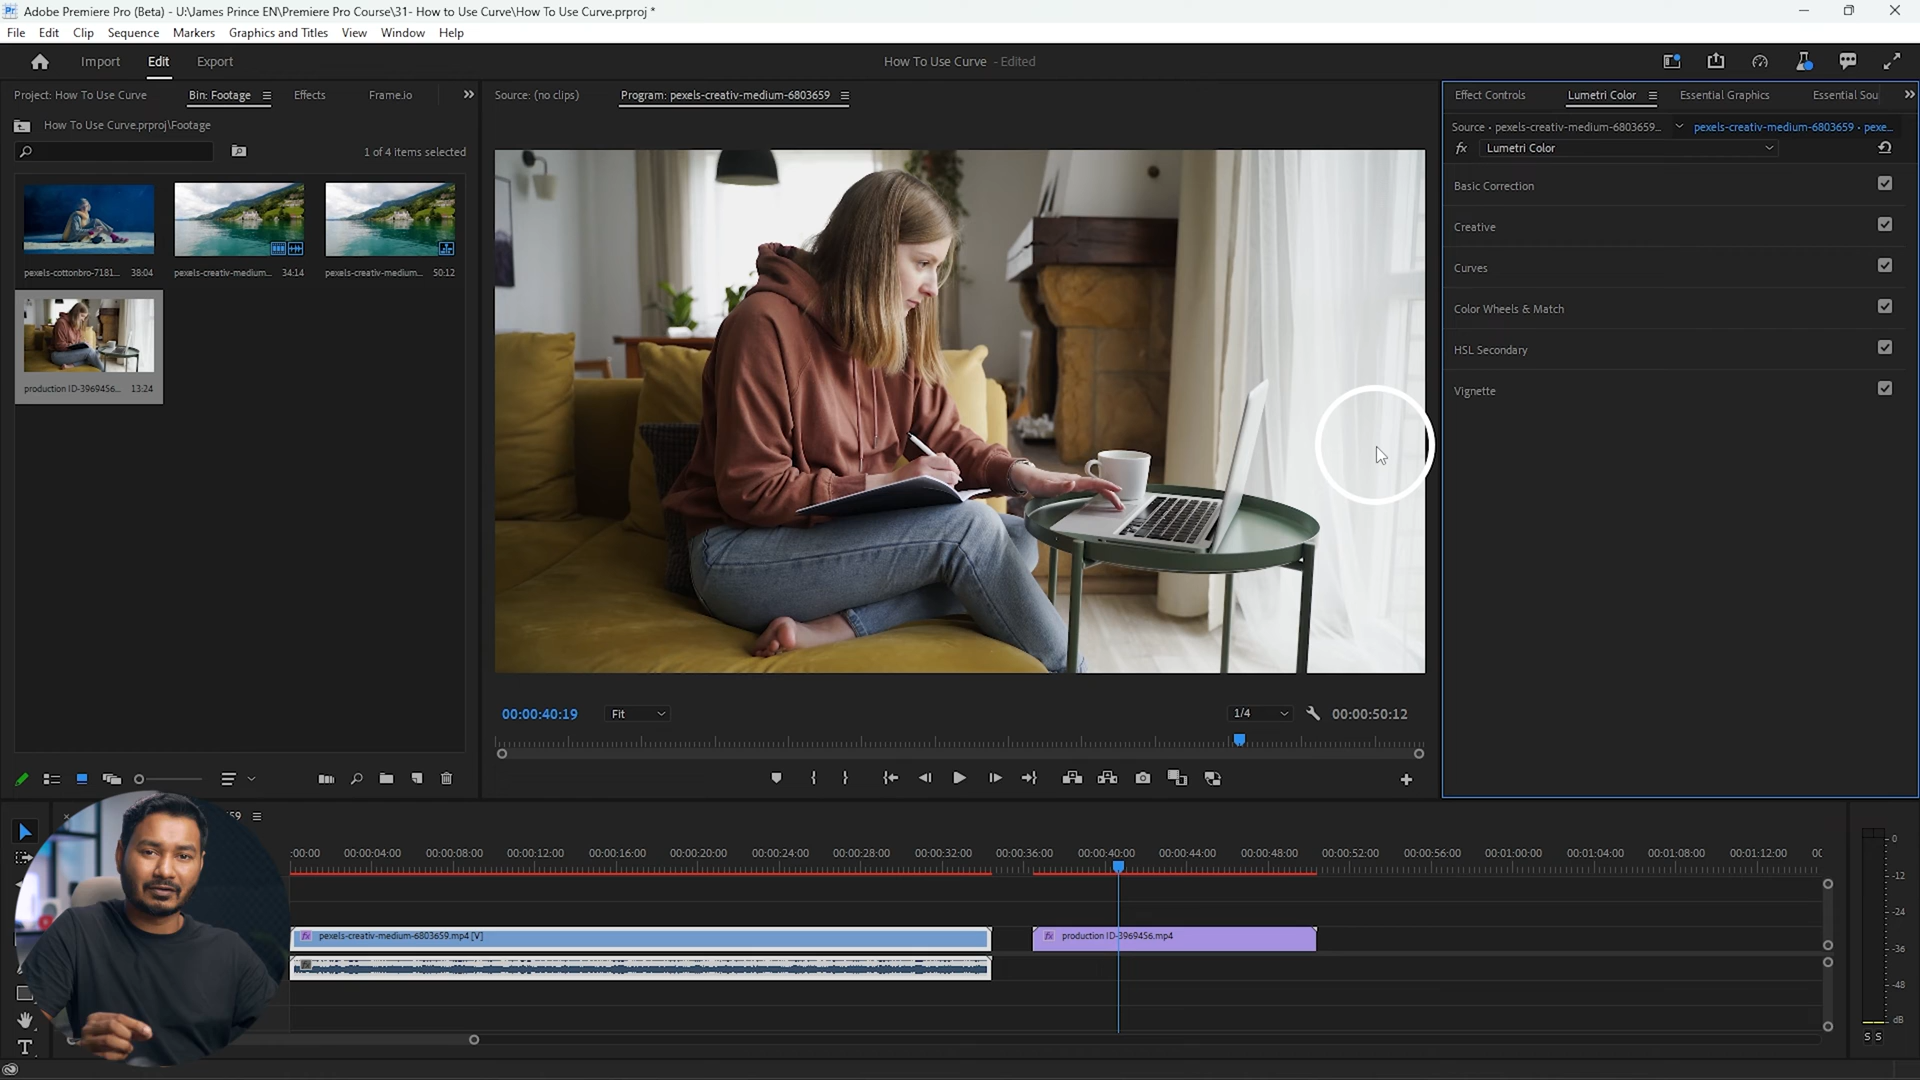 Adobe Premiere Pro (Beta) - U:\James Prince EN\Premiere Pro Course\31- How to Use Curve\How To Use Curve.prproj *
File Edit Clip Sequence Markers Graphics and Titles View Window Help
Import Edit Export
How To Use Curve - Edited
Project: How To Use Curve Bin: Footage Effects Frame.io
Source: (no clips) Program: pexels-creativ-medium-6803659
Effect Controls Lumetri Color Essential Graphics Essential Sou
How To Use Curve.prproj\Footage
Source • pexels-creativ-medium-6803659... pexels-creativ-medium-6803659 • pexe...
fx Lumetri Color
1 of 4 items selected
Basic Correction
Creative
Curves
Color Wheels & Match
HSL Secondary
Vignette
pexels-cottonbro-7181... 38:04
pexels-creativ-medium... 34:14
pexels-creativ-medium... 50:12
production ID-3969456... 13:24
00:00:40:19 Fit 1/4 00:00:50:12
59
:00:00 00:00:04:00 00:00:08:00 00:00:12:00 00:00:16:00 00:00:20:00 00:00:24:00 00:00:28:00 00:00:32:00 00:00:36:00 00:00:40:00 00:00:44:00 00:00:48:00 00:00:52:00 00:00:56:00 00:01:00:00 00:01:04:00 00:01:08:00 00:01:12:00 00
fx pexels-creativ-medium-6803659.mp4 [V]
fx production ID-3969456.mp4
0
-12
-24
-36
-48
dB
S S